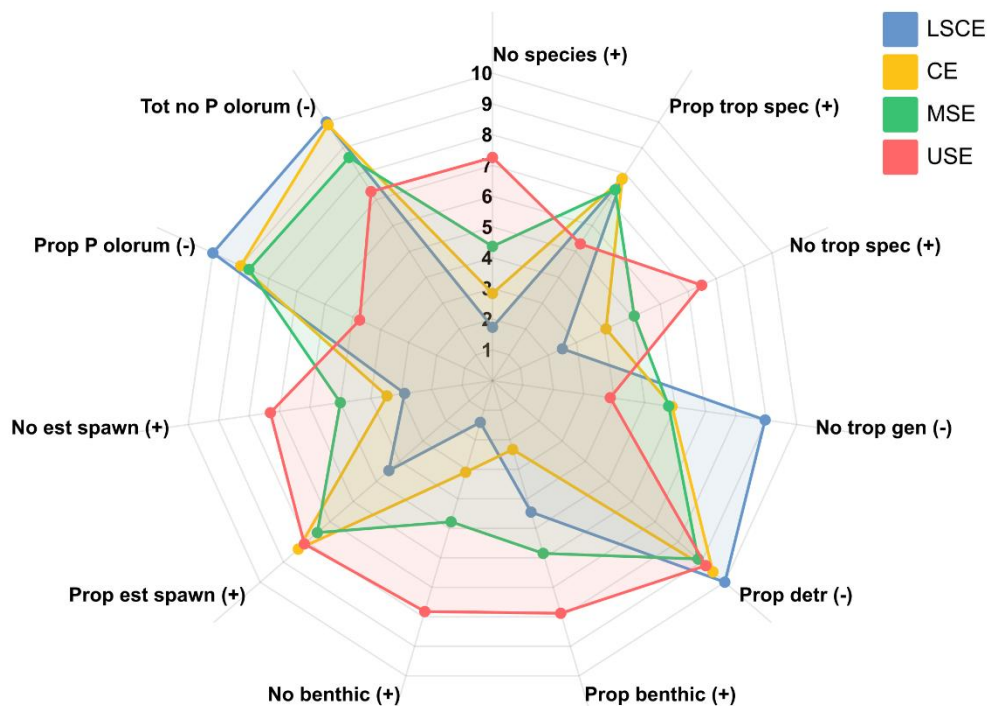 LSCE
CE
MSE
USE
No species (+)
Prop trop spec (+)
No trop spec (+)
No trop gen (-)
Prop detr (-)
Prop benthic (+)
No benthic (+)
Prop est spawn (+)
No est spawn (+)
Prop P olorum (-)
Tot no P olorum (-)
10
9
8
7
6
5
4
3
2
1